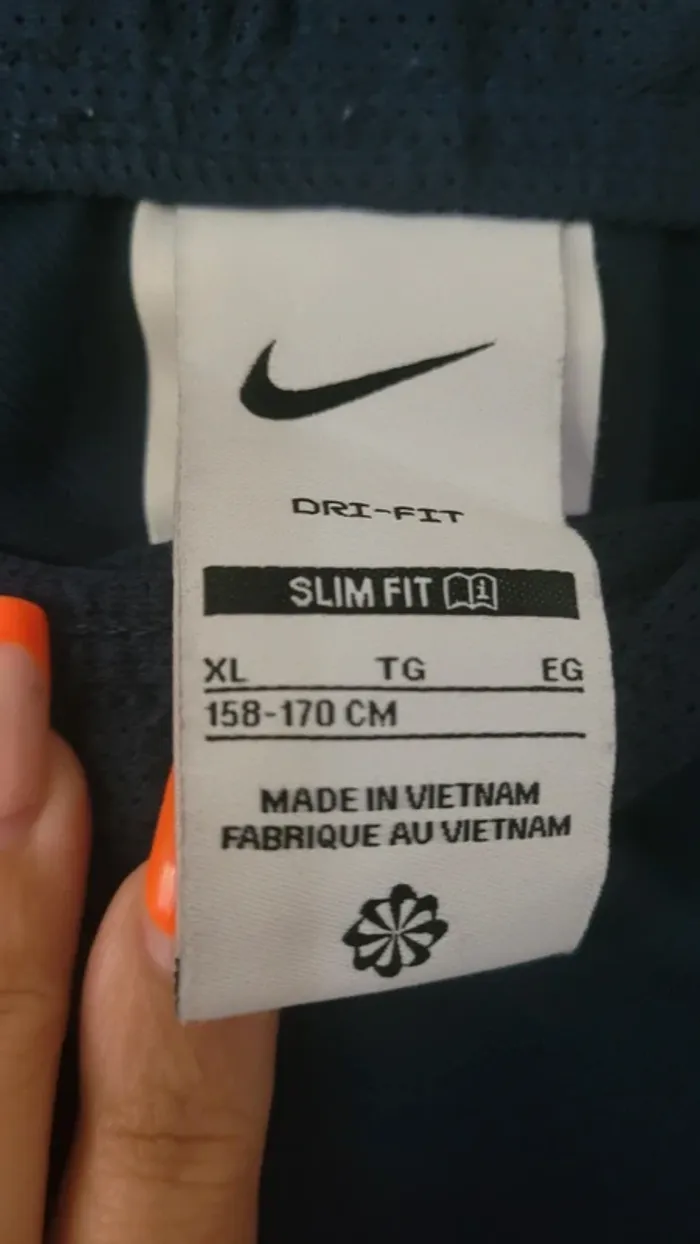 DRI-FIT
SLIM FIT
XL TG EG
158-170 CM
MADE IN VIETNAM
FABRIQUE AU VIETNAM